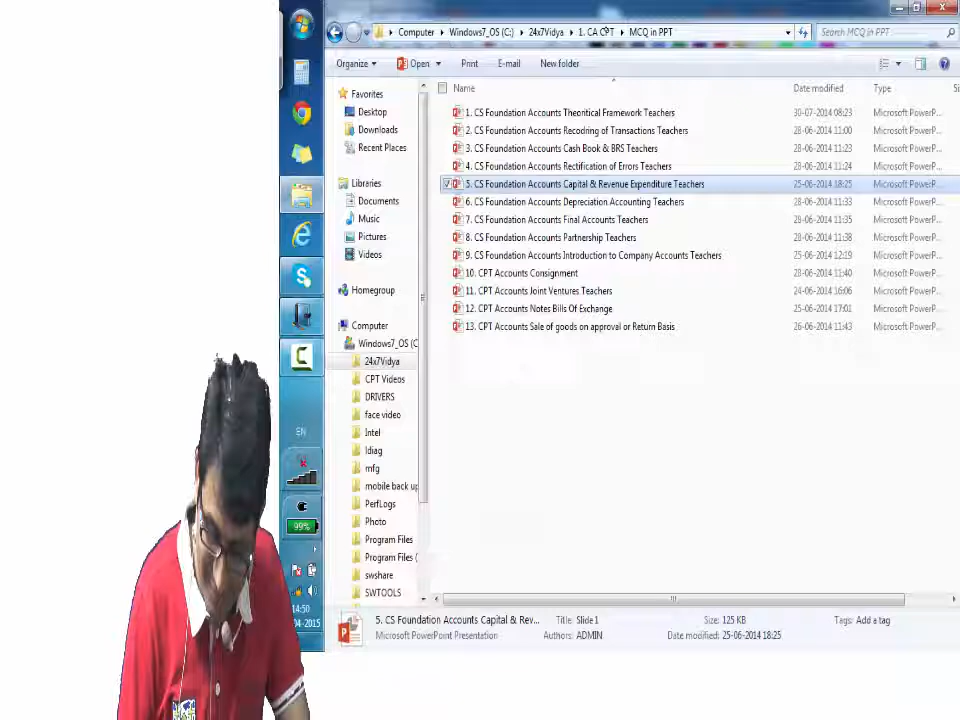 Computer ▸ Windows7_OS (C:) ▸ 24x7Vidya ▸ 1. CA CPT ▸ MCQ in PPT
Search MCQ in PPT
Organize Open Print E-mail New folder
Name Date modified Type
Favorites
Desktop
Downloads
Recent Places
Libraries
Documents
Music
Pictures
Videos
Homegroup
Computer
Windows7_OS (C
24x7Vidya
CPT Videos
DRIVERS
face video
Intel
ldiag
mfg
mobile back up
PerfLogs
Photo
Program Files
Program Files (
swshare
SWTOOLS
1. CS Foundation Accounts Theoritical Framework Teachers 30-07-2014 08:23 Microsoft PowerP...
2. CS Foundation Accounts Recodring of Transactions Teachers 28-06-2014 11:00 Microsoft PowerP...
3. CS Foundation Accounts Cash Book & BRS Teachers 28-06-2014 11:23 Microsoft PowerP...
4. CS Foundation Accounts Rectification of Errors Teachers 28-06-2014 11:24 Microsoft PowerP...
5. CS Foundation Accounts Capital & Revenue Expenditure Teachers 25-06-2014 18:25 Microsoft PowerP...
6. CS Foundation Accounts Depreciation Accounting Teachers 28-06-2014 11:33 Microsoft PowerP...
7. CS Foundation Accounts Final Accounts Teachers 28-06-2014 11:35 Microsoft PowerP...
8. CS Foundation Accounts Partnership Teachers 28-06-2014 11:38 Microsoft PowerP...
9. CS Foundation Accounts Introduction to Company Accounts Teachers 25-06-2014 12:19 Microsoft PowerP...
10. CPT Accounts Consignment 28-06-2014 11:40 Microsoft PowerP...
11. CPT Accounts Joint Ventures Teachers 24-06-2014 16:06 Microsoft PowerP...
12. CPT Accounts Notes Bills Of Exchange 25-06-2014 17:01 Microsoft PowerP...
13. CPT Accounts Sale of goods on approval or Return Basis 26-06-2014 11:43 Microsoft PowerP...
EN
99%
14:50
04-2015
5. CS Foundation Accounts Capital & Rev... Title: Slide 1 Size: 125 KB Tags: Add a tag
Microsoft PowerPoint Presentation Authors: ADMIN Date modified: 25-06-2014 18:25